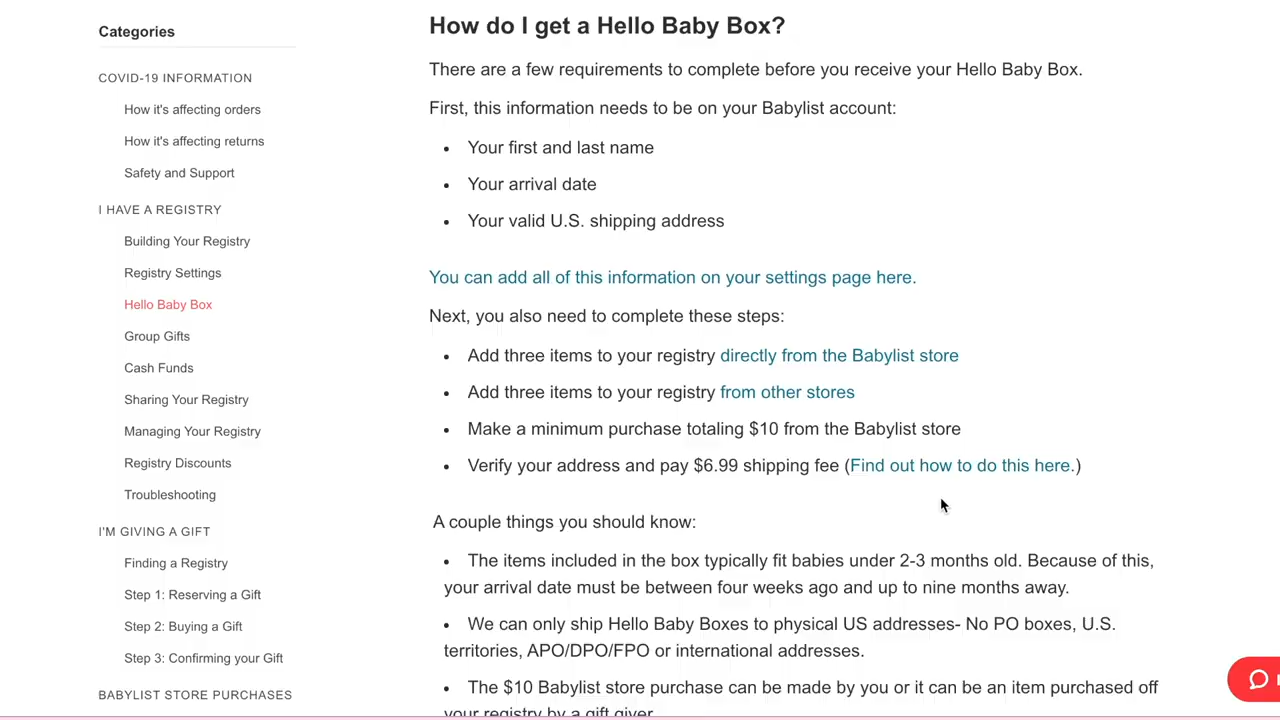 Categories
COVID-19 INFORMATION
How it's affecting orders
How it's affecting returns
Safety and Support
I HAVE A REGISTRY
Building Your Registry
Registry Settings
Hello Baby Box
Group Gifts
Cash Funds
Sharing Your Registry
Managing Your Registry
Registry Discounts
Troubleshooting
I'M GIVING A GIFT
Finding a Registry
Step 1: Reserving a Gift
Step 2: Buying a Gift
Step 3: Confirming your Gift
BABYLIST STORE PURCHASES
How do I get a Hello Baby Box?
There are a few requirements to complete before you receive your Hello Baby Box.
First, this information needs to be on your Babylist account:
• Your first and last name
• Your arrival date
• Your valid U.S. shipping address
You can add all of this information on your settings page here.
Next, you also need to complete these steps:
• Add three items to your registry directly from the Babylist store
• Add three items to your registry from other stores
• Make a minimum purchase totaling $10 from the Babylist store
• Verify your address and pay $6.99 shipping fee (Find out how to do this here.)
A couple things you should know:
• The items included in the box typically fit babies under 2-3 months old. Because of this,
your arrival date must be between four weeks ago and up to nine months away.
• We can only ship Hello Baby Boxes to physical US addresses- No PO boxes, U.S.
territories, APO/DPO/FPO or international addresses.
• The $10 Babylist store purchase can be made by you or it can be an item purchased off
your registry by a gift giver